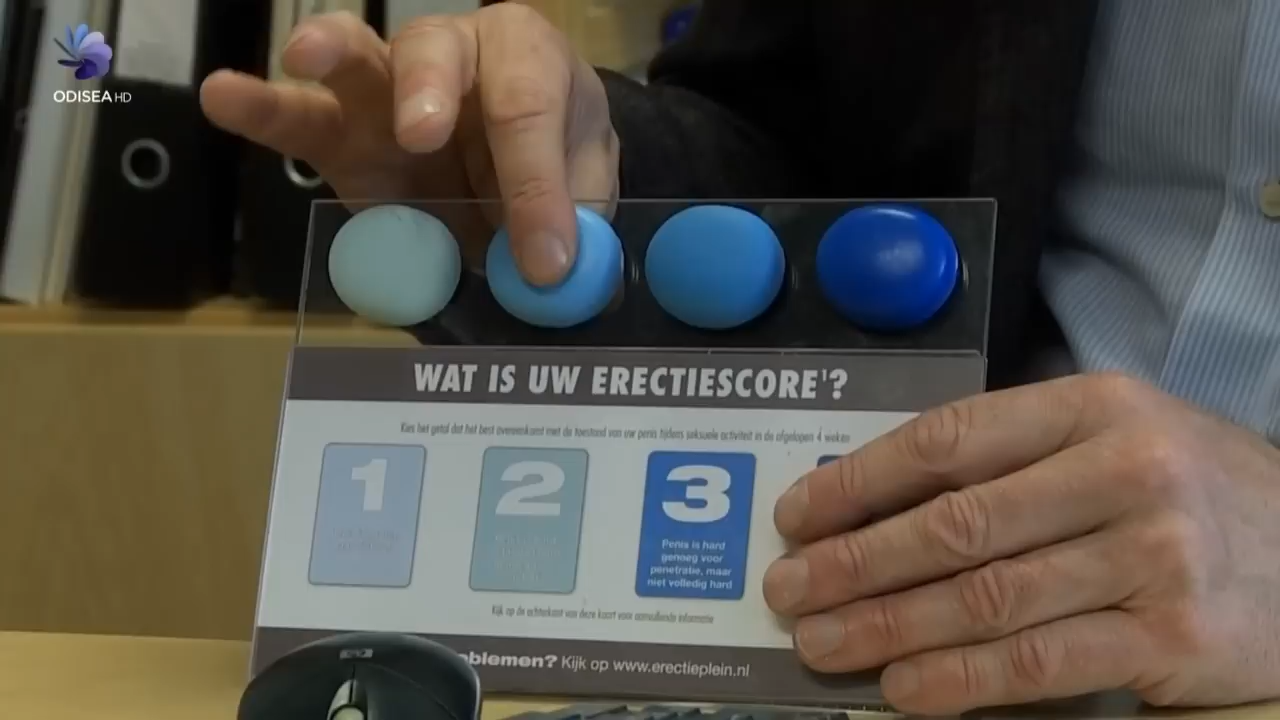 ODISEA HD
WAT IS UW ERECTIESCORE¹?
Kies het getal dat het best overeenkomt met de toestand van uw penis tijdens seksuele activiteit in de afgelopen 4 weken
1
2
3
Penis is hard
genoeg voor
penetratie, maar
niet volledig hard
Kijk op de achterkant van deze kaart voor aanvullende informatie
oblemen? Kijk op www.erectieplein.nl